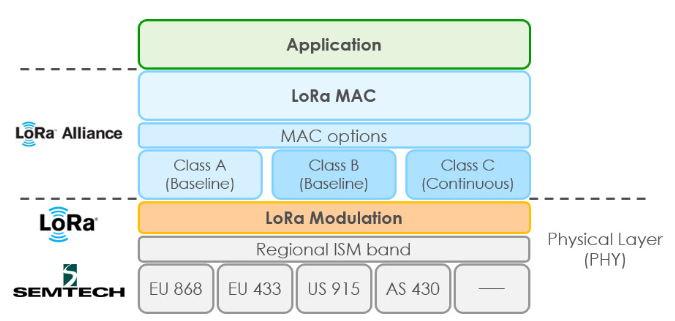 Application
LoRa MAC
LoRa Alliance
MAC options
Class A
(Baseline)
Class B
(Baseline)
Class C
(Continuous)
LoRa
LoRa Modulation
Regional ISM band
Physical Layer
(PHY)
SEMTECH
EU 868
EU 433
US 915
AS 430